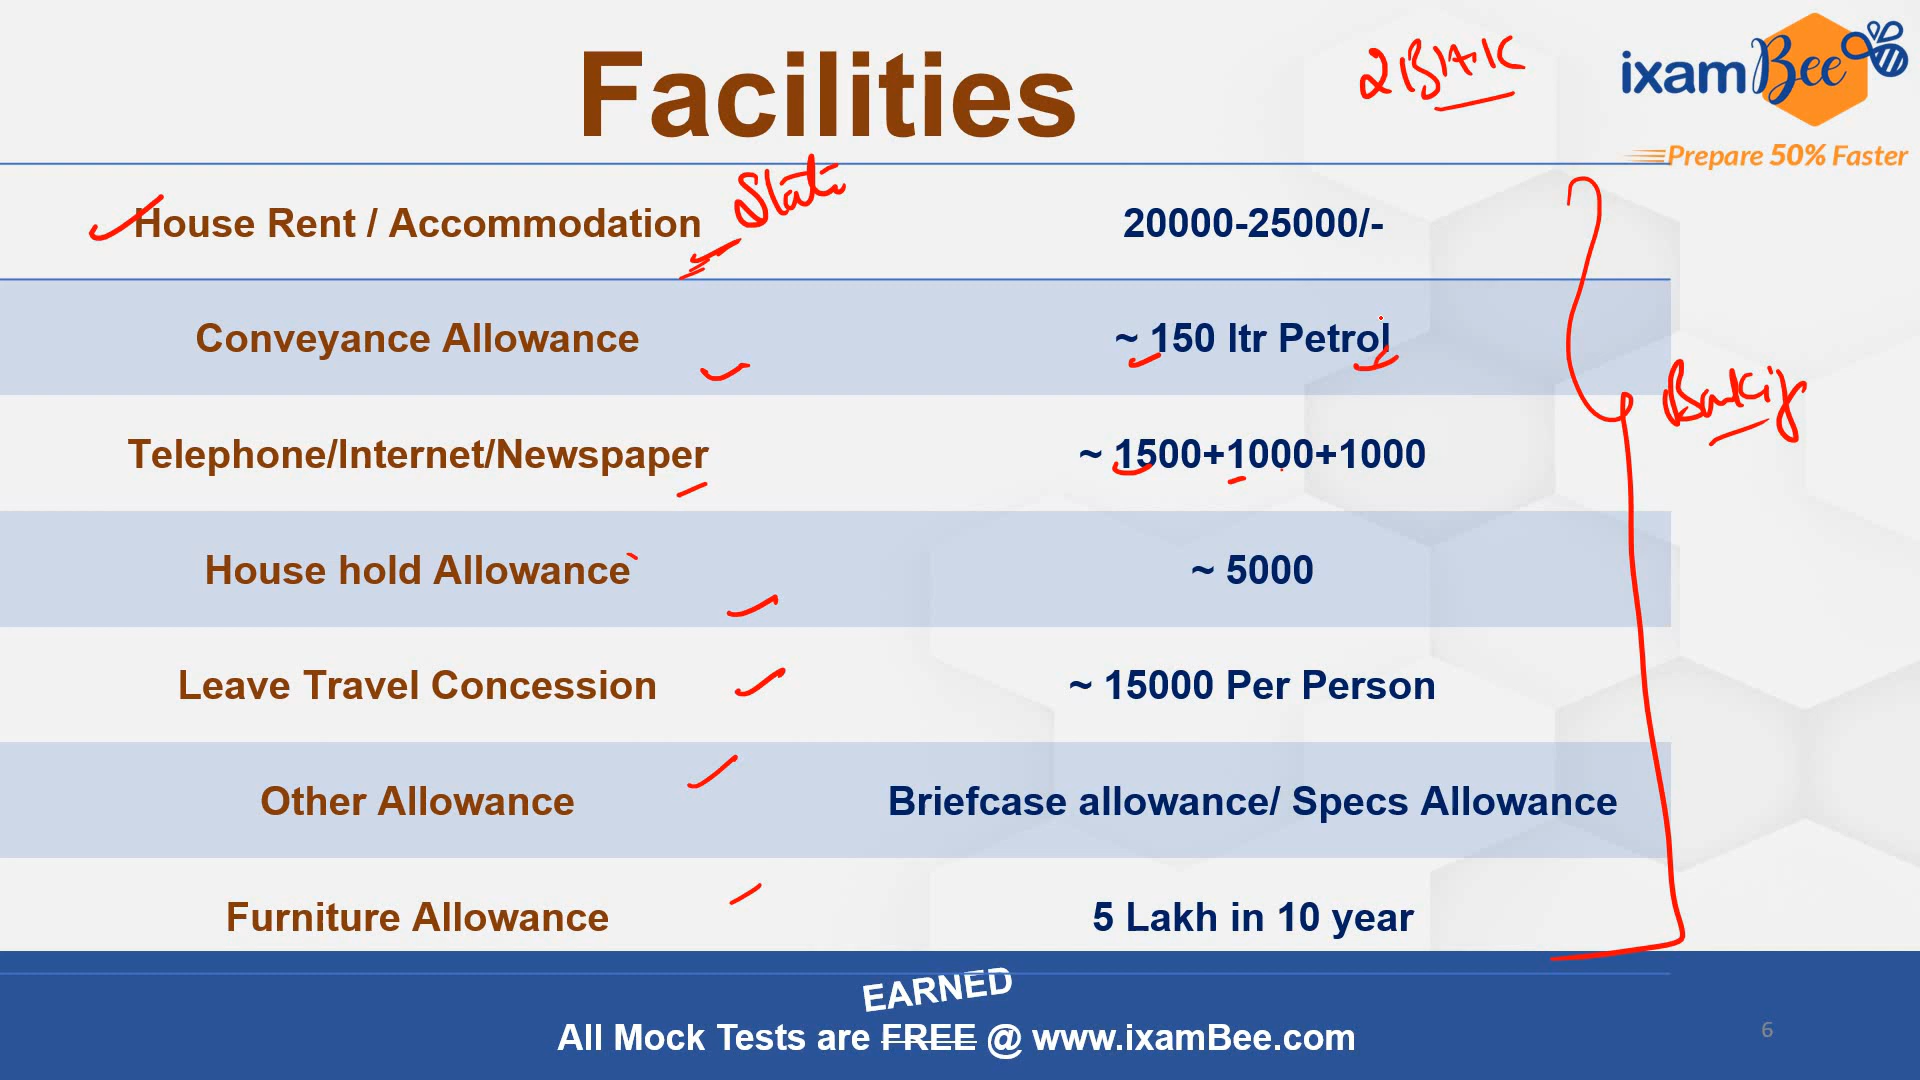 Facilities
2BHK
ixamBee
Prepare 50% Faster
House Rent / Accommodation 20000-25000/-
Conveyance Allowance ~ 150 ltr Petrol
Telephone/Internet/Newspaper ~ 1500+1000+1000
House hold Allowance ~ 5000
Leave Travel Concession ~ 15000 Per Person
Other Allowance Briefcase allowance/ Specs Allowance
Furniture Allowance 5 Lakh in 10 year
EARNED
All Mock Tests are FREE @ www.ixamBee.com
6